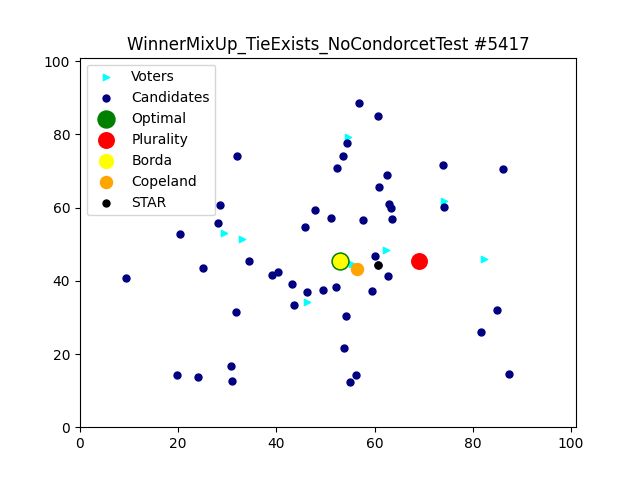 WinnerMixUp_TieExists_NoCondorcetTest #5417
100
80
60
40
20
0
0
20
40
60
80
100
Voters
Candidates
Optimal
Plurality
Borda
Copeland
STAR